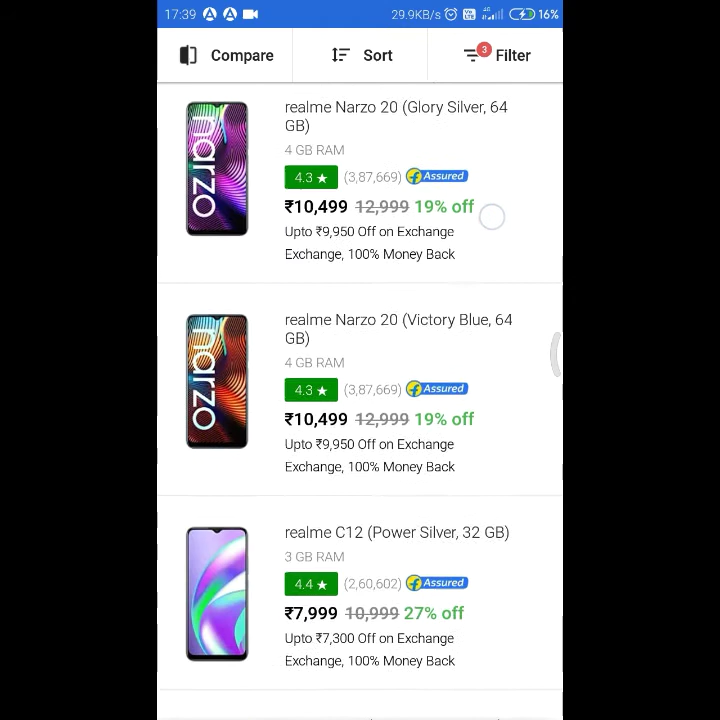 17:39 29.9KB/s 16%
Compare Sort 3 Filter
realme Narzo 20 (Glory Silver, 64
GB)
4 GB RAM
4.3 ★ (3,87,669) Assured
₹10,499 12,999 19% off
Upto ₹9,950 Off on Exchange
Exchange, 100% Money Back
narzo
realme Narzo 20 (Victory Blue, 64
GB)
4 GB RAM
4.3 ★ (3,87,669) Assured
₹10,499 12,999 19% off
Upto ₹9,950 Off on Exchange
Exchange, 100% Money Back
narzo
realme C12 (Power Silver, 32 GB)
3 GB RAM
4.4 ★ (2,60,602) Assured
₹7,999 10,999 27% off
Upto ₹7,300 Off on Exchange
Exchange, 100% Money Back